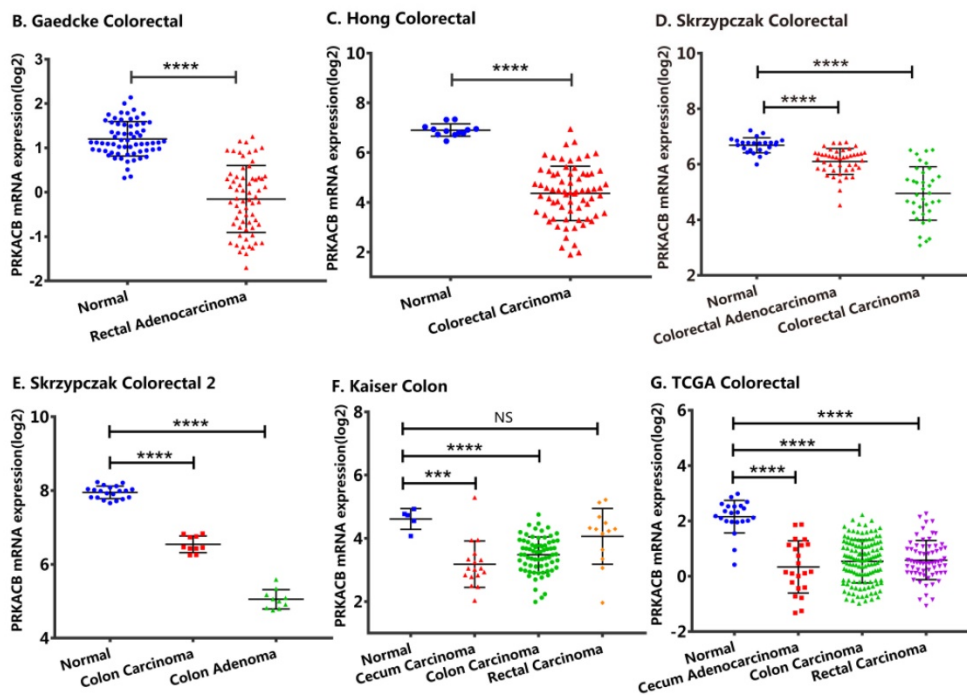 B. Gaedcke Colorectal
PRKACB mRNA expression(log2)
3
2
1
0
-1
-2
****
Normal
Rectal Adenocarcinoma
C. Hong Colorectal
PRKACB mRNA expression(log2)
10
8
6
4
2
****
Normal
Colorectal Carcinoma
D. Skrzypczak Colorectal
PRKACB mRNA expression(log2)
10
8
6
4
2
****
****
Normal
Colorectal Adenocarcinoma
Colorectal Carcinoma
E. Skrzypczak Colorectal 2
PRKACB mRNA expression(log2)
10
8
6
4
****
****
Normal
Colon Carcinoma
Colon Adenoma
F. Kaiser Colon
PRKACB mRNA expression(log2)
8
6
4
2
NS
****
***
Normal
Cecum Carcinoma
Colon Carcinoma
Rectal Carcinoma
G. TCGA Colorectal
PRKACB mRNA expression(log2)
6
4
2
0
-2
****
****
****
Normal
Cecum Adenocarcinoma
Colon Carcinoma
Rectal Carcinoma